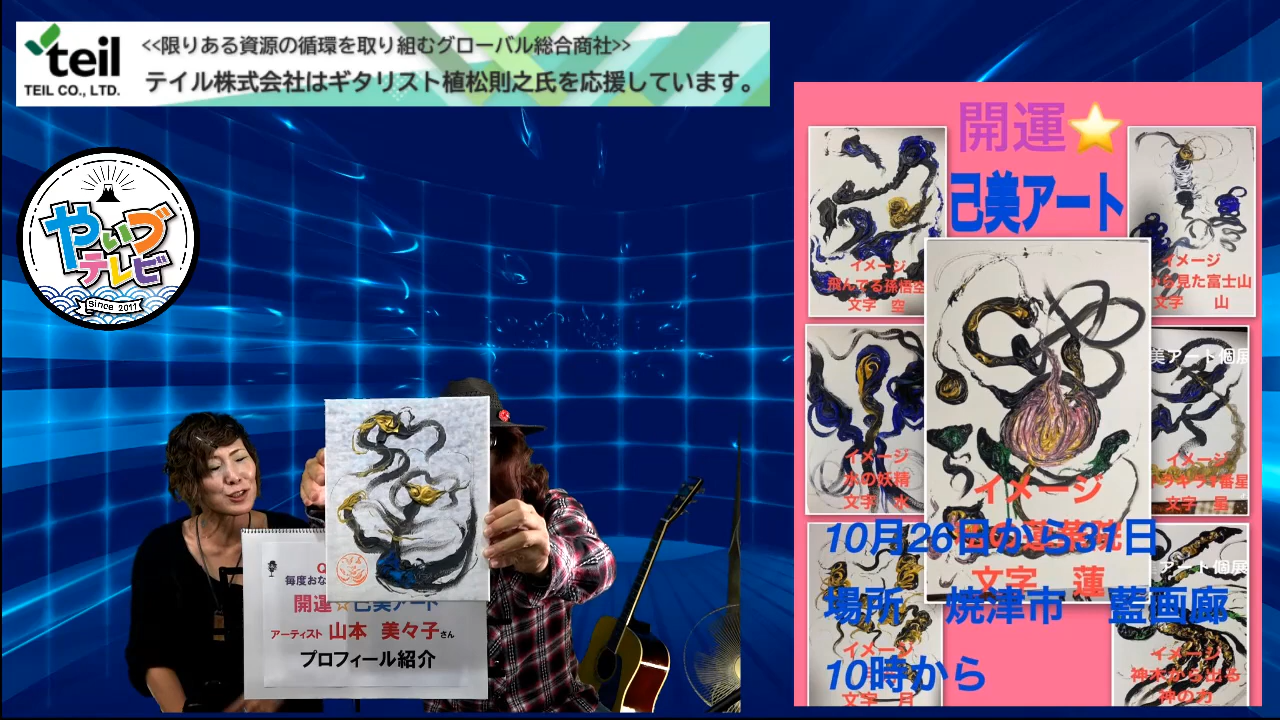 teil
TEIL CO., LTD.
<<限りある資源の循環を取り組むグローバル総合商社>>
テイル株式会社はギタリスト植松則之氏を応援しています。
やいづ
テレビ
since 2017
毎度お
開運☆己美アート
アーティスト 山本 美々子さん
プロフィール紹介
開運⭐
己美アート
イメージ
飛んでる孫悟空
文字 空
イメージ
から見た富士山
文字 山
イメージ
水の妖精
文字 水
イメージ
文字 蓮
美アート個展
イメージ
番星
文字 星
イメージ
文字 月
アート個展
イメージ
神木から出る
神の力
10月26日から31日
場所 焼津市 藍画廊
10時から